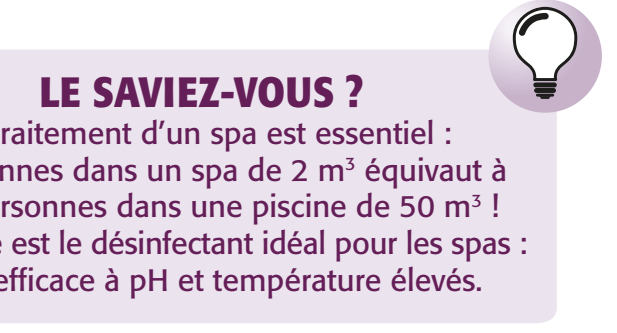 LE SAVIEZ-VOUS ?
raitement d’un spa est essentiel :
nnes dans un spa de 2 m³ équivaut à
rsonnes dans une piscine de 50 m³ !
est le désinfectant idéal pour les spas :
efficace à pH et température élevés.